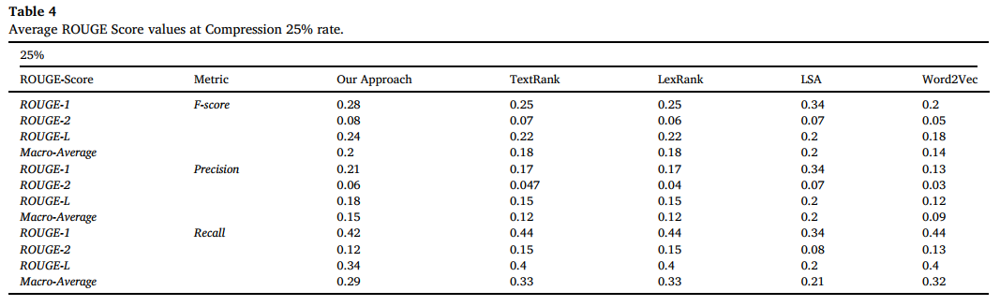 Table 4
Average ROUGE Score values at Compression 25% rate.
25%
ROUGE-Score Metric Our Approach TextRank LexRank LSA Word2Vec
ROUGE-1 F-score 0.28 0.25 0.25 0.34 0.2
ROUGE-2 0.08 0.07 0.06 0.07 0.05
ROUGE-L 0.24 0.22 0.22 0.2 0.18
Macro-Average 0.2 0.18 0.18 0.2 0.14
ROUGE-1 Precision 0.21 0.17 0.17 0.34 0.13
ROUGE-2 0.06 0.047 0.04 0.07 0.03
ROUGE-L 0.18 0.15 0.15 0.2 0.12
Macro-Average 0.15 0.12 0.12 0.2 0.09
ROUGE-1 Recall 0.42 0.44 0.44 0.34 0.44
ROUGE-2 0.12 0.15 0.15 0.08 0.13
ROUGE-L 0.34 0.4 0.4 0.2 0.4
Macro-Average 0.29 0.33 0.33 0.21 0.32